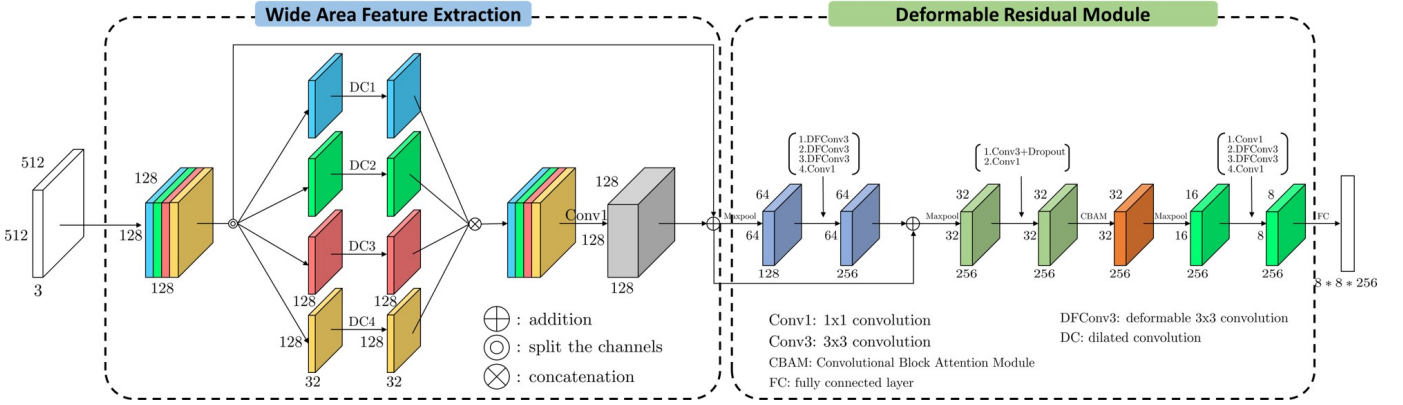 Wide Area Feature Extraction
Deformable Residual Module
512
512
3
128
128
128
DC1
DC2
DC3
128
128
DC4
128
128
32
32
Conv1
128
128
128
Maxpool
64
64
128
1.DFConv3
2.DFConv3
3.DFConv3
4.Conv1
64
64
256
Maxpool
32
32
256
1.Conv3+Dropout
2.Conv1
32
32
256
CBAM
32
32
256
Maxpool
16
16
256
1.Conv1
2.DFConv3
3.DFConv3
4.Conv1
8
8
256
FC
8 * 8 * 256
: addition
: split the channels
: concatenation
Conv1: 1x1 convolution
Conv3: 3x3 convolution
CBAM: Convolutional Block Attention Module
FC: fully connected layer
DFConv3: deformable 3x3 convolution
DC: dilated convolution